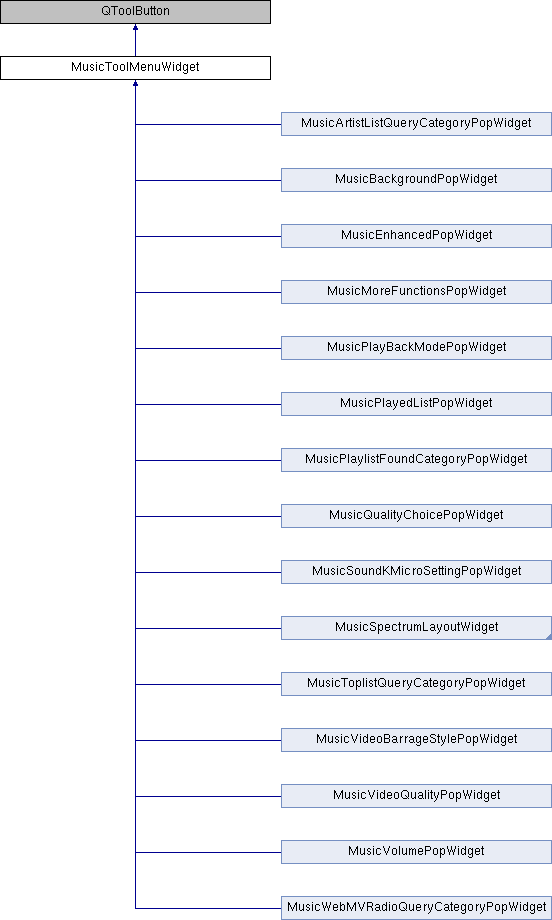 QToolButton
MusicToolMenuWidget
MusicArtistListQueryCategoryPopWidget
MusicBackgroundPopWidget
MusicEnhancedPopWidget
MusicMoreFunctionsPopWidget
MusicPlayBackModePopWidget
MusicPlayedListPopWidget
MusicPlaylistFoundCategoryPopWidget
MusicQualityChoicePopWidget
MusicSoundKMicroSettingPopWidget
MusicSpectrumLayoutWidget
MusicToplistQueryCategoryPopWidget
MusicVideoBarrageStylePopWidget
MusicVideoQualityPopWidget
MusicVolumePopWidget
MusicWebMVRadioQueryCategoryPopWidget